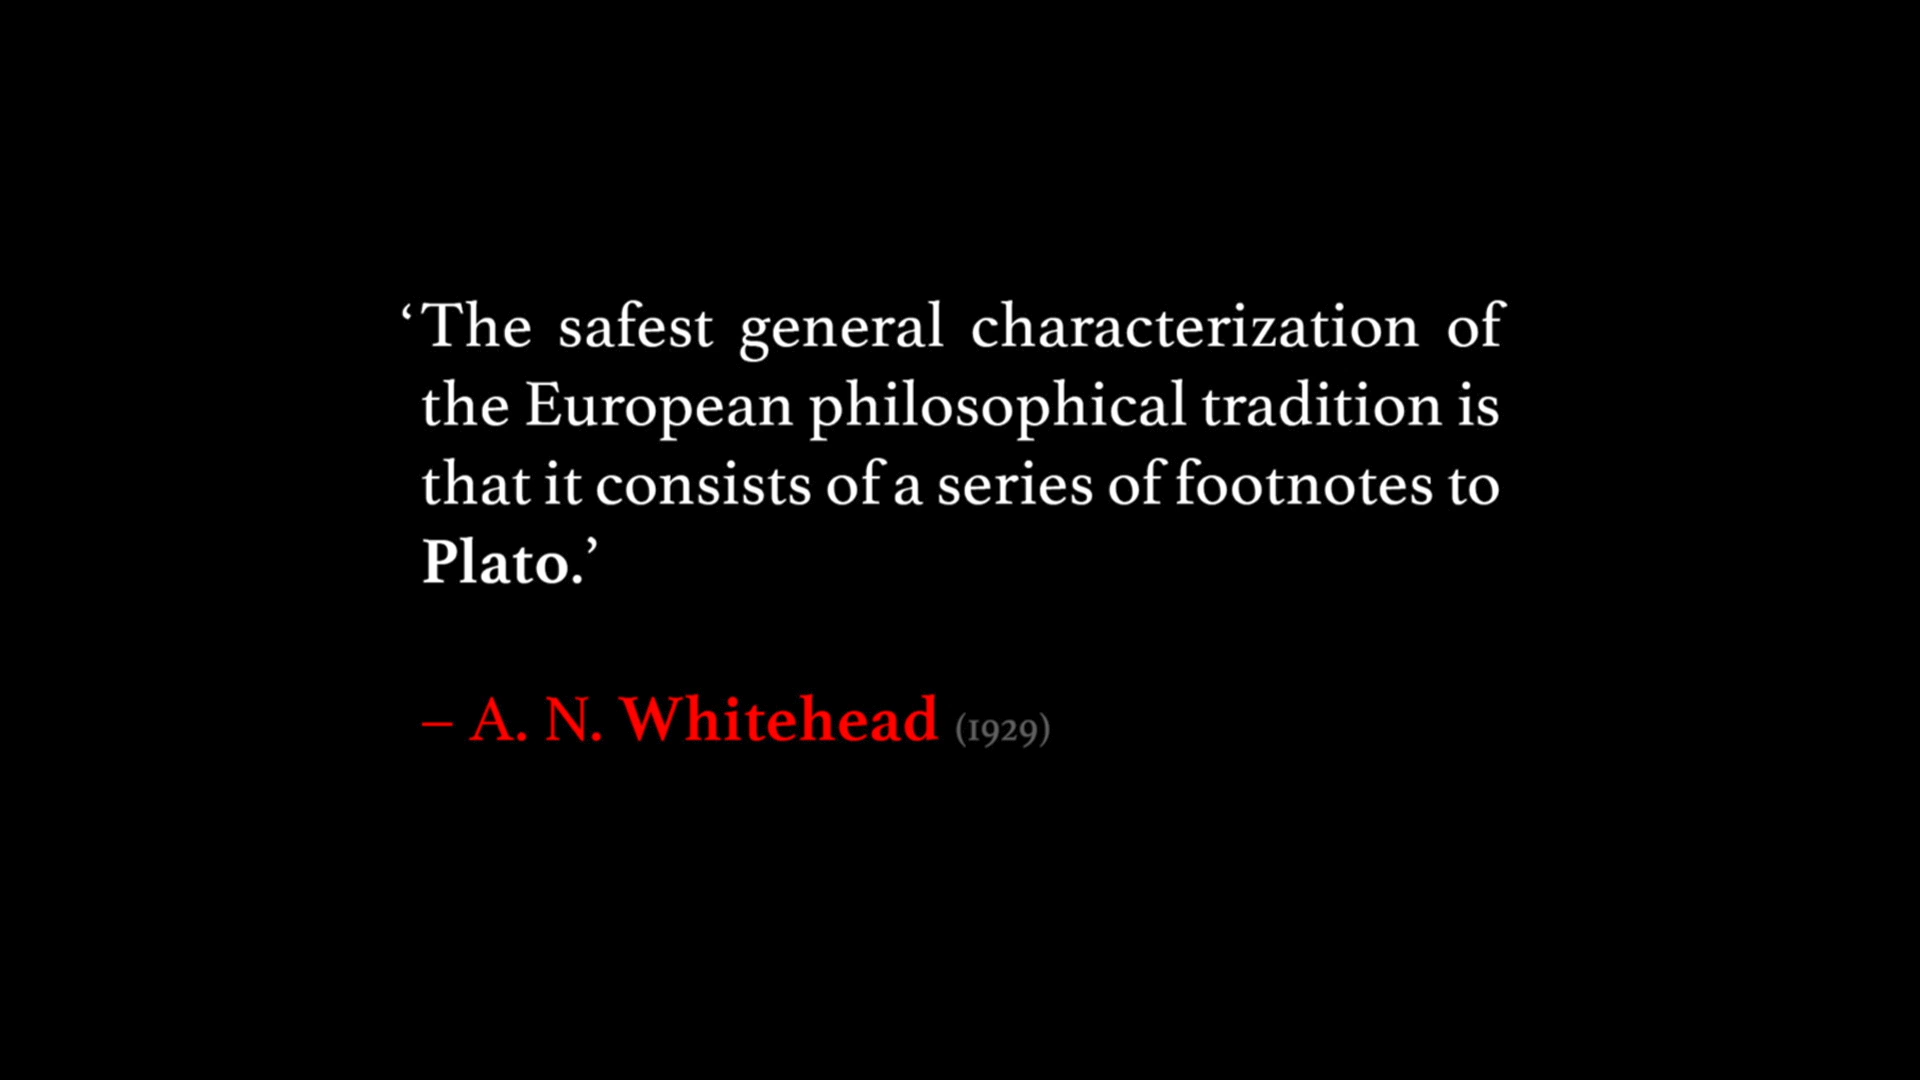 ‘The safest general characterization of
the European philosophical tradition is
that it consists of a series of footnotes to
Plato.’
– A. N. Whitehead (1929)